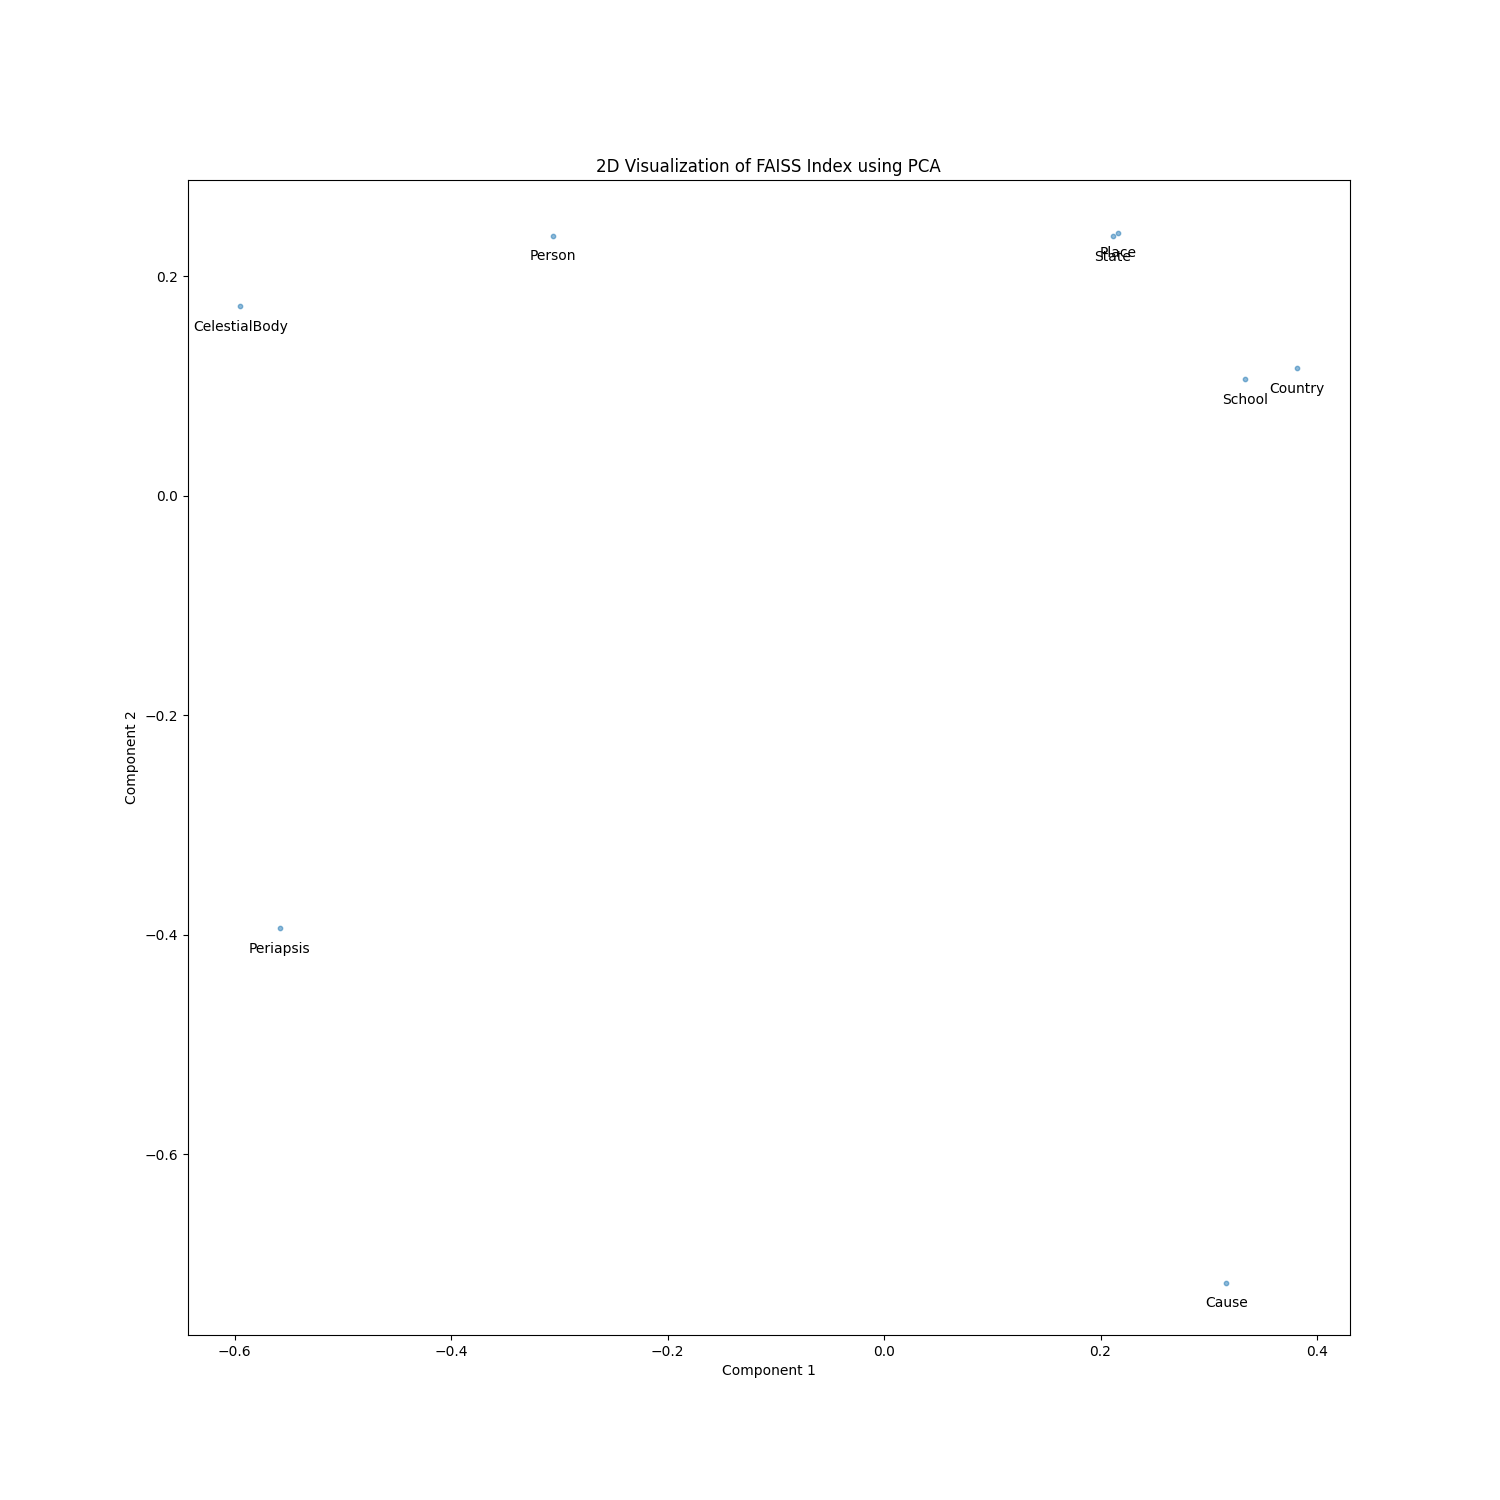 2D Visualization of FAISS Index using PCA
Person
Place
State
CelestialBody
Country
School
Periapsis
Cause
0.2
0.0
−0.2
−0.4
−0.6
Component 2
−0.6
−0.4
−0.2
0.0
0.2
0.4
Component 1